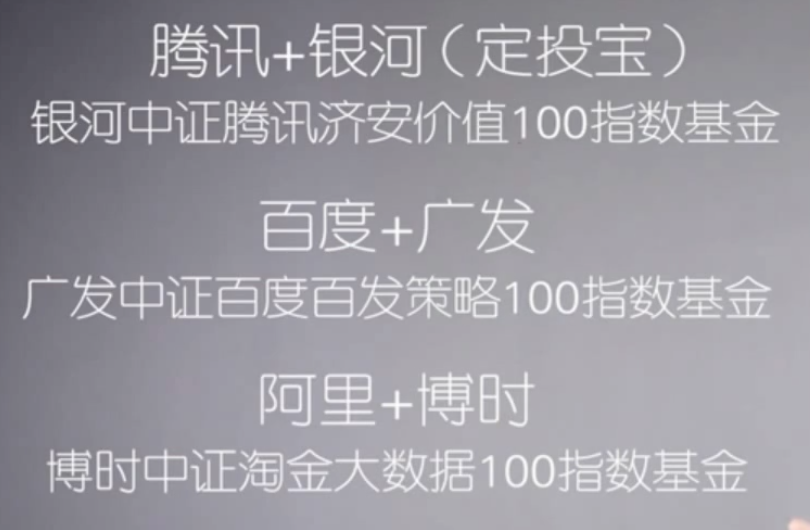 腾讯+银河(定投宝)
银河中证腾讯济安价值100指数基金
百度+广发
广发中证百度百发策略100指数基金
阿里+博时
博时中证淘金大数据100指数基金